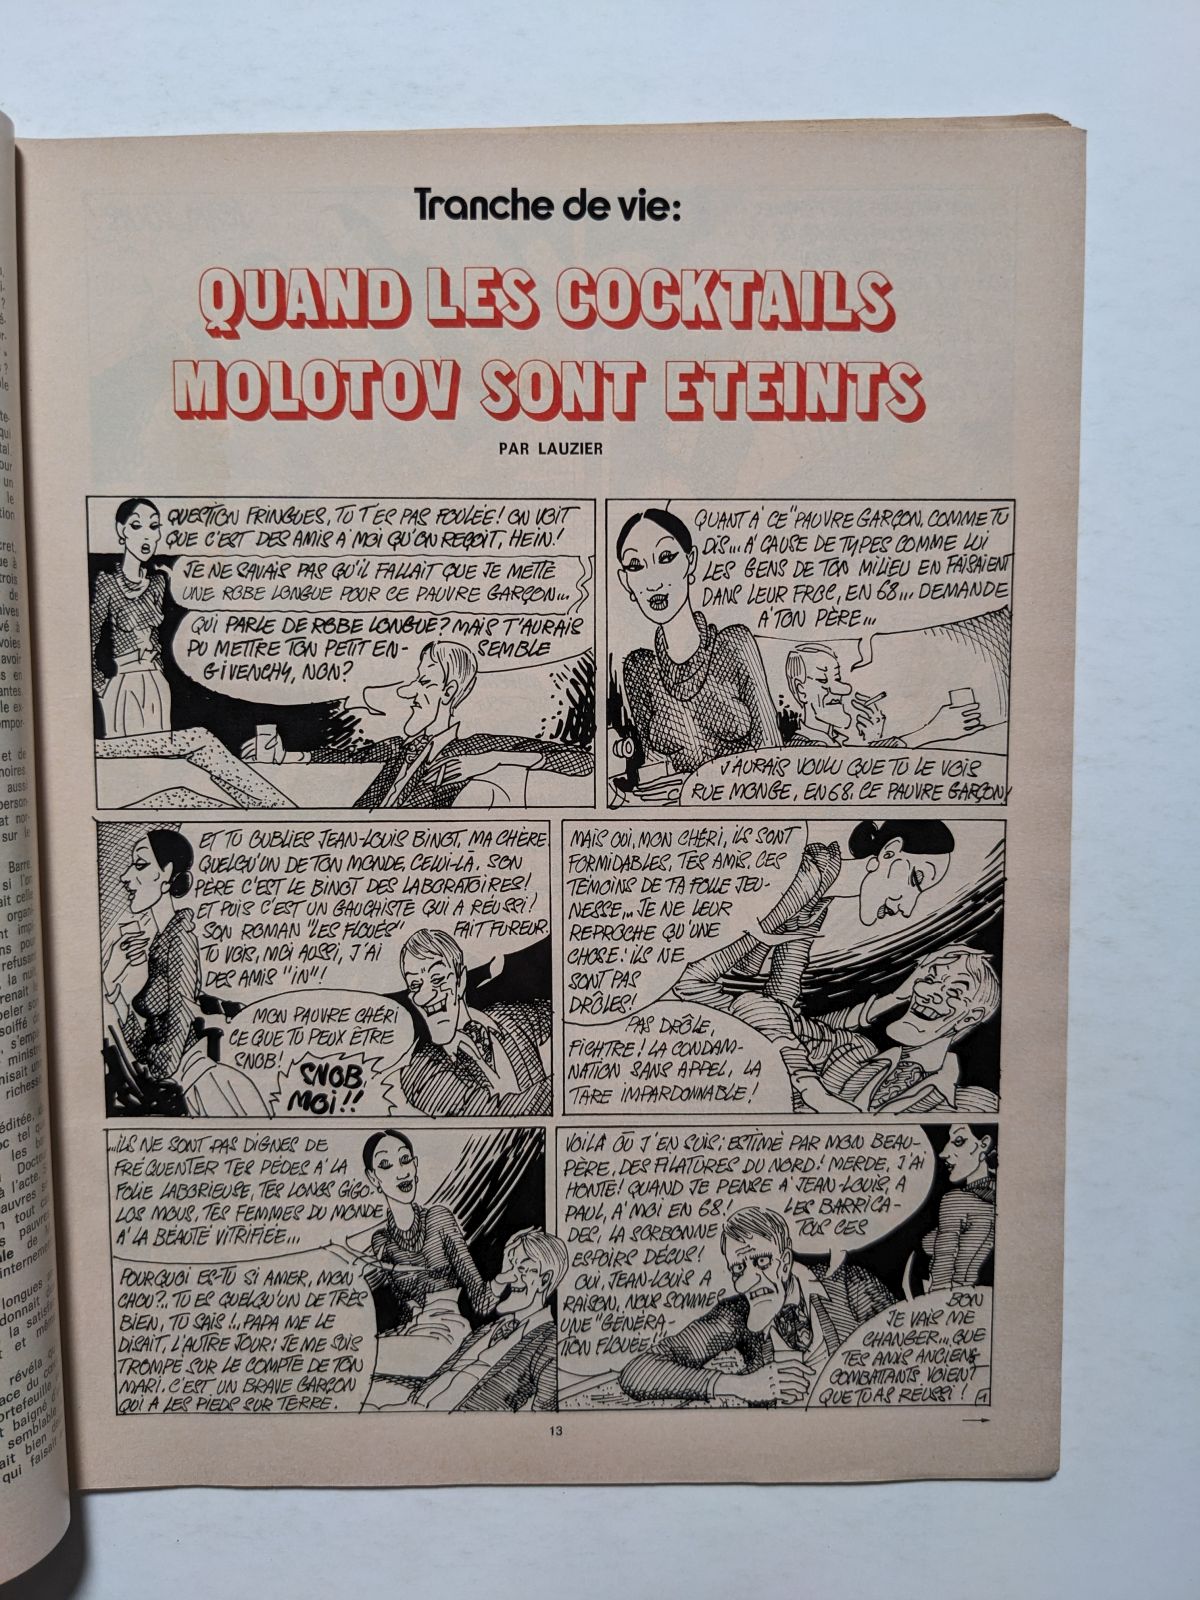 Tranche de vie:
QUAND LES COCKTAILS
MOLOTOV SONT ETEINTS
PAR LAUZIER
QUESTION FRINGUES, TU T'ES PAS FOULÉE! ON VOIT
QUE C'EST DES AMIS A MOI QU'ON REÇOIT, HEIN!
JE NE SAVAIS PAS QU'IL FALLAIT QUE JE METTE
UNE ROBE LONGUE POUR CE PAUVRE GARÇON...
QUI PARLE DE ROBE LONGUE? MAIS T'AURAIS
PU METTRE TON PETIT EN-
SEMBLE
GIVENCHY, NON?
QUANT A' CE "PAUVRE GARÇON, COMME TU
DIS... A' CAUSE DE TYPES COMME LUI
LES GENS DE TON MILIEU EN FAISAIENT
DANS LEUR FROC, EN 68... DEMANDE
A' TON PÈRE...
J'AURAIS VOULU QUE TU LE VOIS
RUE MONGE, EN 68. CE PAUVRE GARÇON!
ET TU OUBLIES JEAN-LOUIS BINOT, MA CHÈRE.
QUELQU'UN DE TON MONDE, CELUI-LA. SON
PÈRE C'EST LE BINOT DES LABORATOIRES!
ET PUIS C'EST UN GAUCHISTE QUI A RÉUSSI!
SON ROMAN "LES FLOUÉS"
FAIT FUREUR.
TU VOIS, MOI AUSSI, J'AI
DES AMIS "IN"!
MON PAUVRE CHÉRI
CE QUE TU PEUX ÊTRE
SNOB!
SNOB,
MOI!!
MAIS OUI, MON CHÉRI, ILS SONT
FORMIDABLES, TES AMIS. CES
TÉMOINS DE TA FOLLE JEU-
NESSE... JE NE LEUR
REPROCHE QU'UNE
CHOSE: ILS NE
SONT PAS
DRÔLES!
PAS DRÔLE,
FICHTRE! LA CONDAM-
NATION SANS APPEL, LA
TARE IMPARDONNABLE!
...ILS NE SONT PAS DIGNES DE
FRÉQUENTER TES PÉDÉS A' LA
FOLIE LABORIEUSE, TES LONGS GIGO-
LOS MOUS, TES FEMMES DU MONDE
A' LA BEAUTÉ VITRIFIÉE...
POURQUOI ES-TU SI AMER, MON
CHOU?.. TU ES QUELQU'UN DE TRÈS
BIEN, TU SAIS!.. PAPA ME LE
DISAIT, L'AUTRE JOUR: JE ME SUIS
TROMPÉ SUR LE COMPTE DE TON
MARI. C'EST UN BRAVE GARÇON
QUI A LES PIEDS SUR TERRE.
VOILÀ OÙ J'EN SUIS: ESTIMÉ PAR MON BEAU-
PÈRE, DES FILATURES DU NORD! MERDE, J'AI
HONTE! QUAND JE PENSE A' JEAN-LOUIS, A
PAUL, A' MOI EN 68!
LES BARRICA-
DES, LA SORBONNE
TOUS CES
ESPOIRS DÉÇUS!
OUI, JEAN-LOUIS A
RAISON, NOUS SOMMES
UNE "GÉNÉRA-
TION FLOUÉE!"
BON
JE VAIS ME
CHANGER... QUE
TES AMIS ANCIENS
COMBATTANTS VOIENT
QUE TU AS RÉUSSI!
1
13